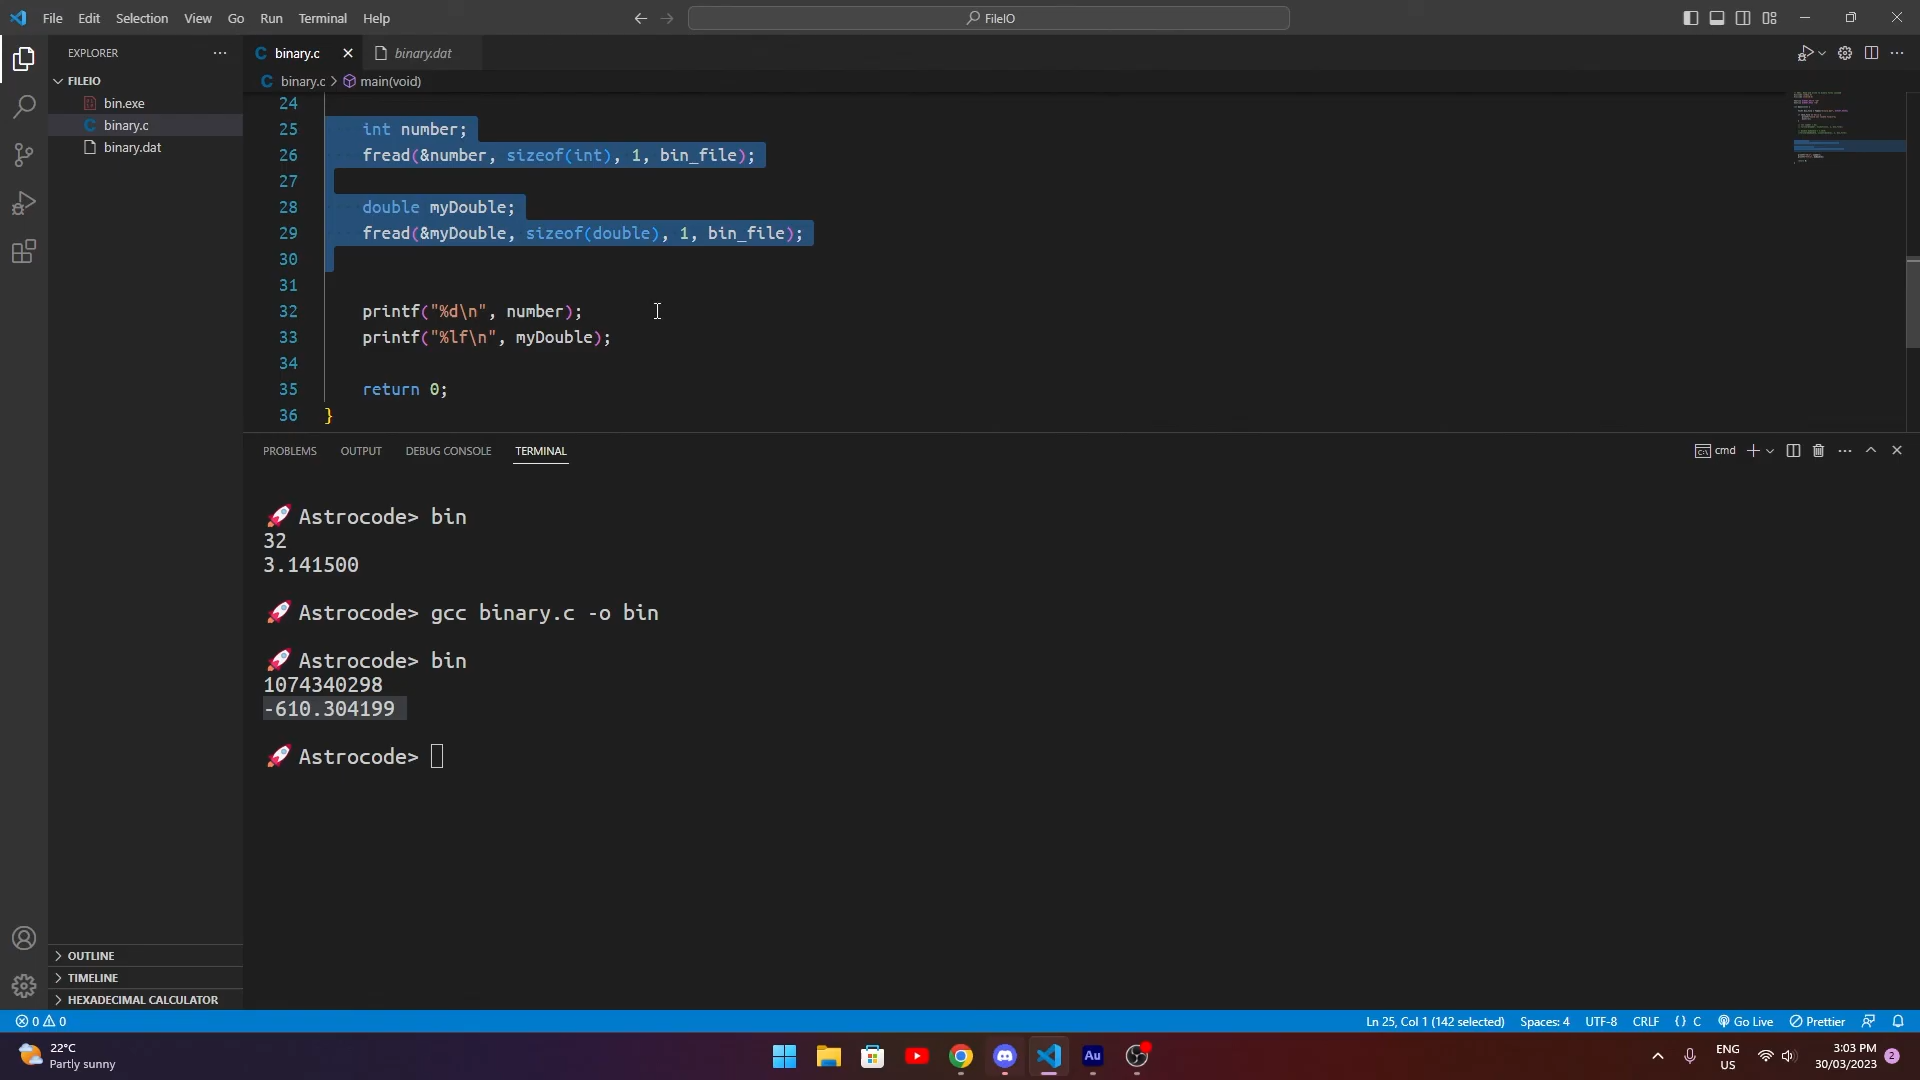 File Edit Selection View Go Run Terminal Help
FileIO
EXPLORER
binary.c
binary.dat
FILEIO
binary.c > main(void)
bin.exe
binary.c
binary.dat
24
25 int number;
26 fread(&number, sizeof(int), 1, bin_file);
27
28 double myDouble;
29 fread(&myDouble, sizeof(double), 1, bin_file);
30
31
32 printf("%d\n", number);
33 printf("%lf\n", myDouble);
34
35 return 0;
36 }
PROBLEMS OUTPUT DEBUG CONSOLE TERMINAL
cmd
Astrocode> bin
32
3.141500
Astrocode> gcc binary.c -o bin
Astrocode> bin
1074340298
-610.304199
Astrocode>
OUTLINE
TIMELINE
HEXADECIMAL CALCULATOR
0 0
Ln 25, Col 1 (142 selected) Spaces: 4 UTF-8 CRLF {} C Go Live Prettier
22°C
Partly sunny
Au
ENG
US
3:03 PM
30/03/2023
2